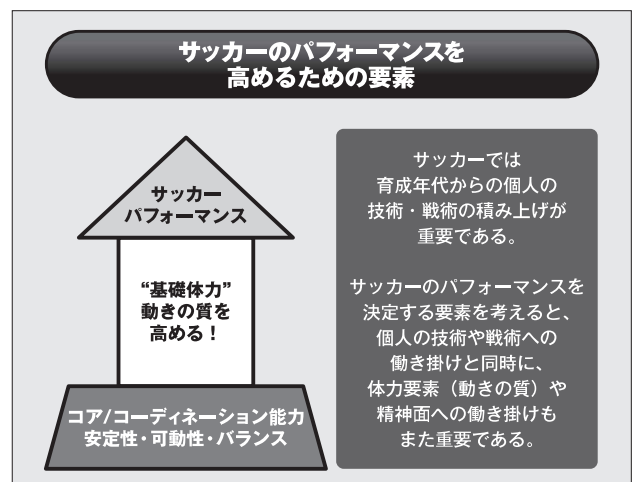 サッカーのパフォーマンスを
高めるための要素
サッカー
パフォーマンス
“基礎体力”
動きの質を
高める！
コア/コーディネーション能力
安定性・可動性・バランス
サッカーでは
育成年代からの個人の
技術・戦術の積み上げが
重要である。
サッカーのパフォーマンスを
決定する要素を考えると、
個人の技術や戦術への
働き掛けと同時に、
体力要素（動きの質）や
精神面への働き掛けも
また重要である。